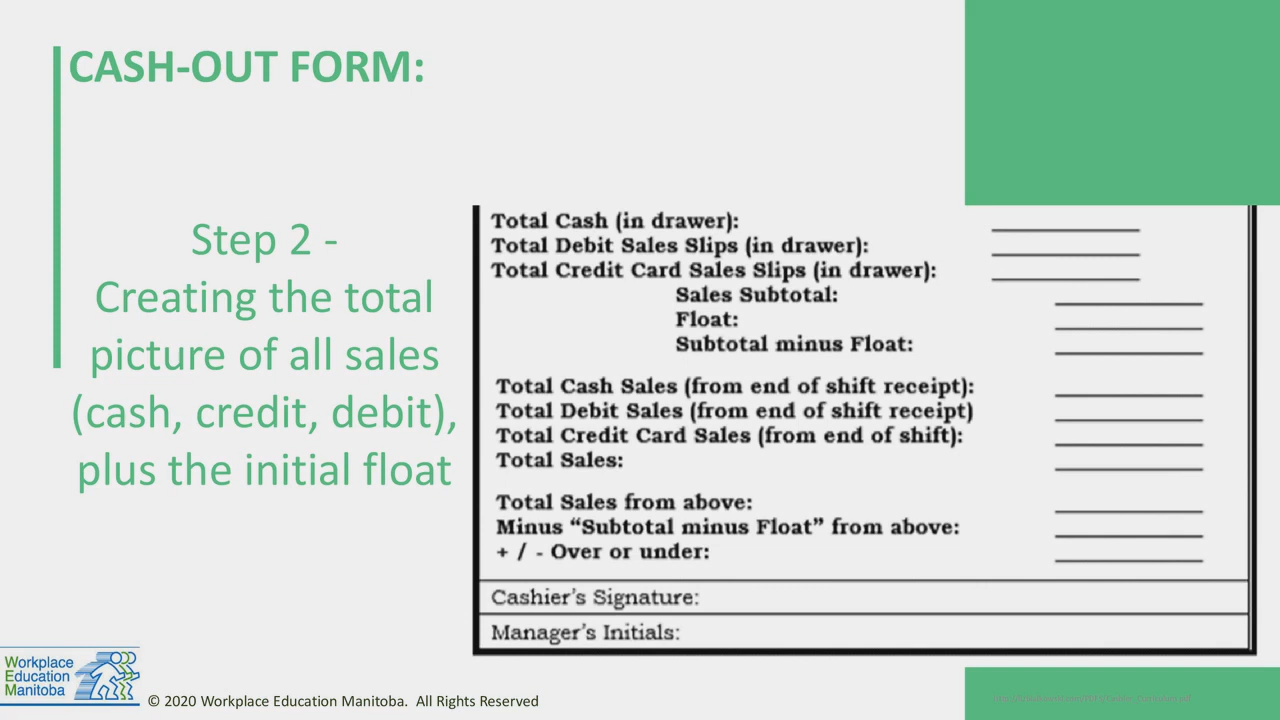 CASH-OUT FORM:
Step 2 -
Creating the total
picture of all sales
(cash, credit, debit),
plus the initial float
Total Cash (in drawer):
Total Debit Sales Slips (in drawer):
Total Credit Card Sales Slips (in drawer):
Sales Subtotal:
Float:
Subtotal minus Float:
Total Cash Sales (from end of shift receipt):
Total Debit Sales (from end of shift receipt)
Total Credit Card Sales (from end of shift):
Total Sales:
Total Sales from above:
Minus “Subtotal minus Float” from above:
+ / - Over or under:
Cashier’s Signature:
Manager’s Initials:
Workplace
Education
Manitoba
© 2020 Workplace Education Manitoba. All Rights Reserved